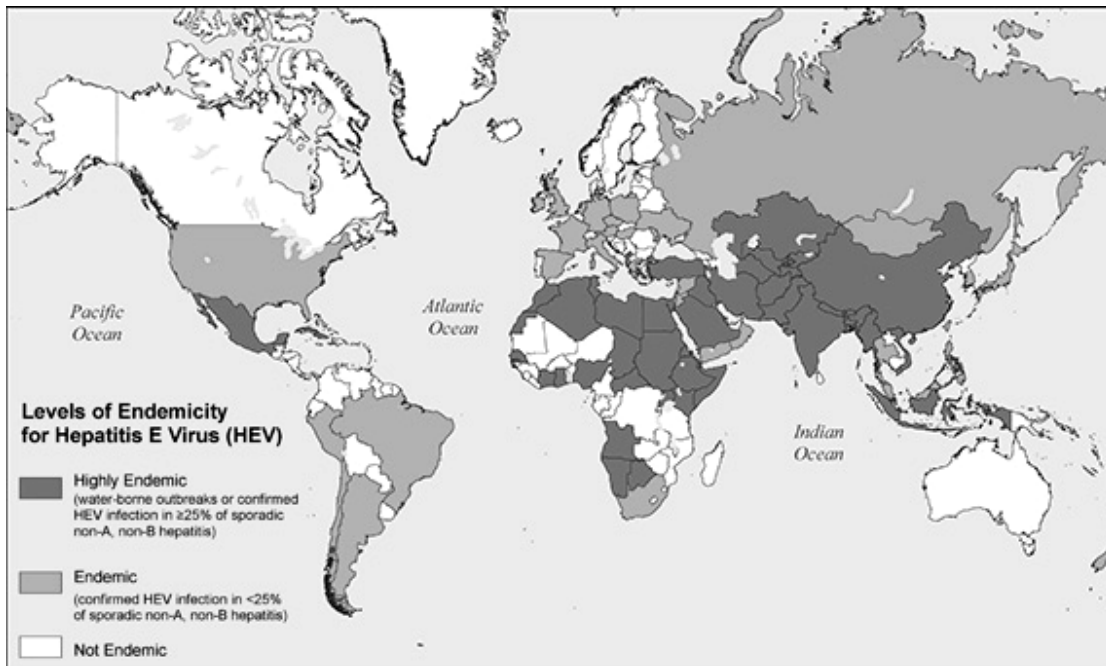 Pacific
Ocean
Atlantic
Ocean
Indian
Ocean
Levels of Endemicity
for Hepatitis E Virus (HEV)
Highly Endemic
(water-borne outbreaks or confirmed
HEV infection in ≥25% of sporadic
non-A, non-B hepatitis)
Endemic
(confirmed HEV infection in <25%
of sporadic non-A, non-B hepatitis)
Not Endemic